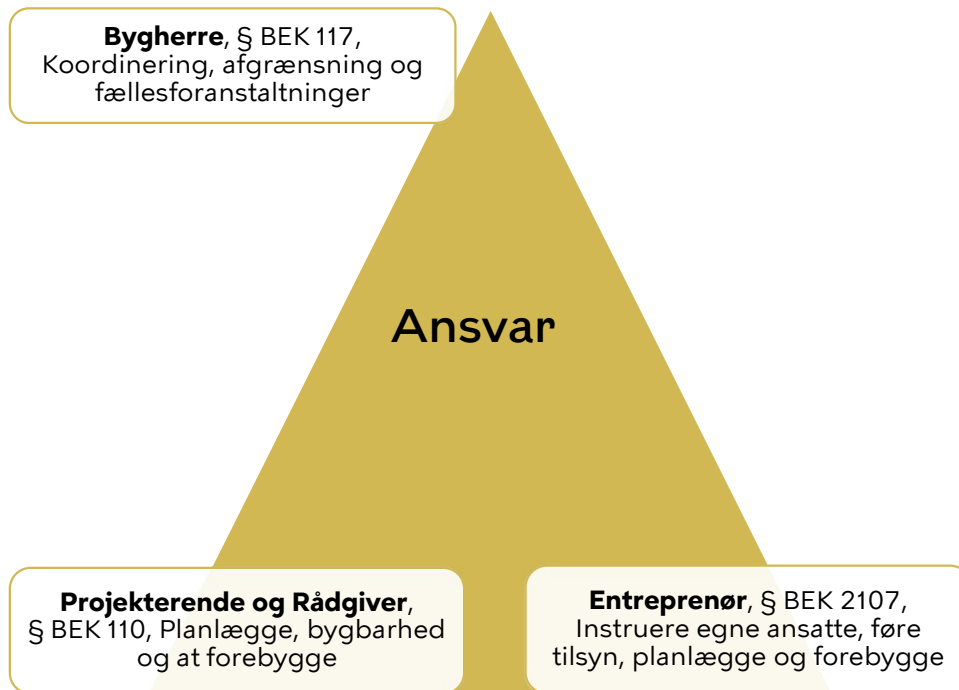 Bygherre, § BEK 117,
Koordinering, afgrænsning og
fællesforanstaltninger
Ansvar
Projekterende og Rådgiver,
§ BEK 110, Planlægge, bygbarhed
og at forebygge
Entreprenør, § BEK 2107,
Instruere egne ansatte, føre
tilsyn, planlægge og forebygge